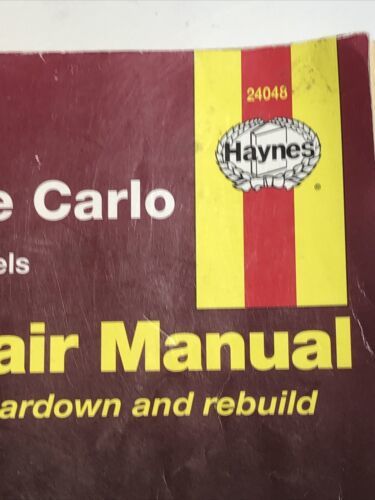 24048
Haynes
®
e Carlo
els
air Manual
ardown and rebuild